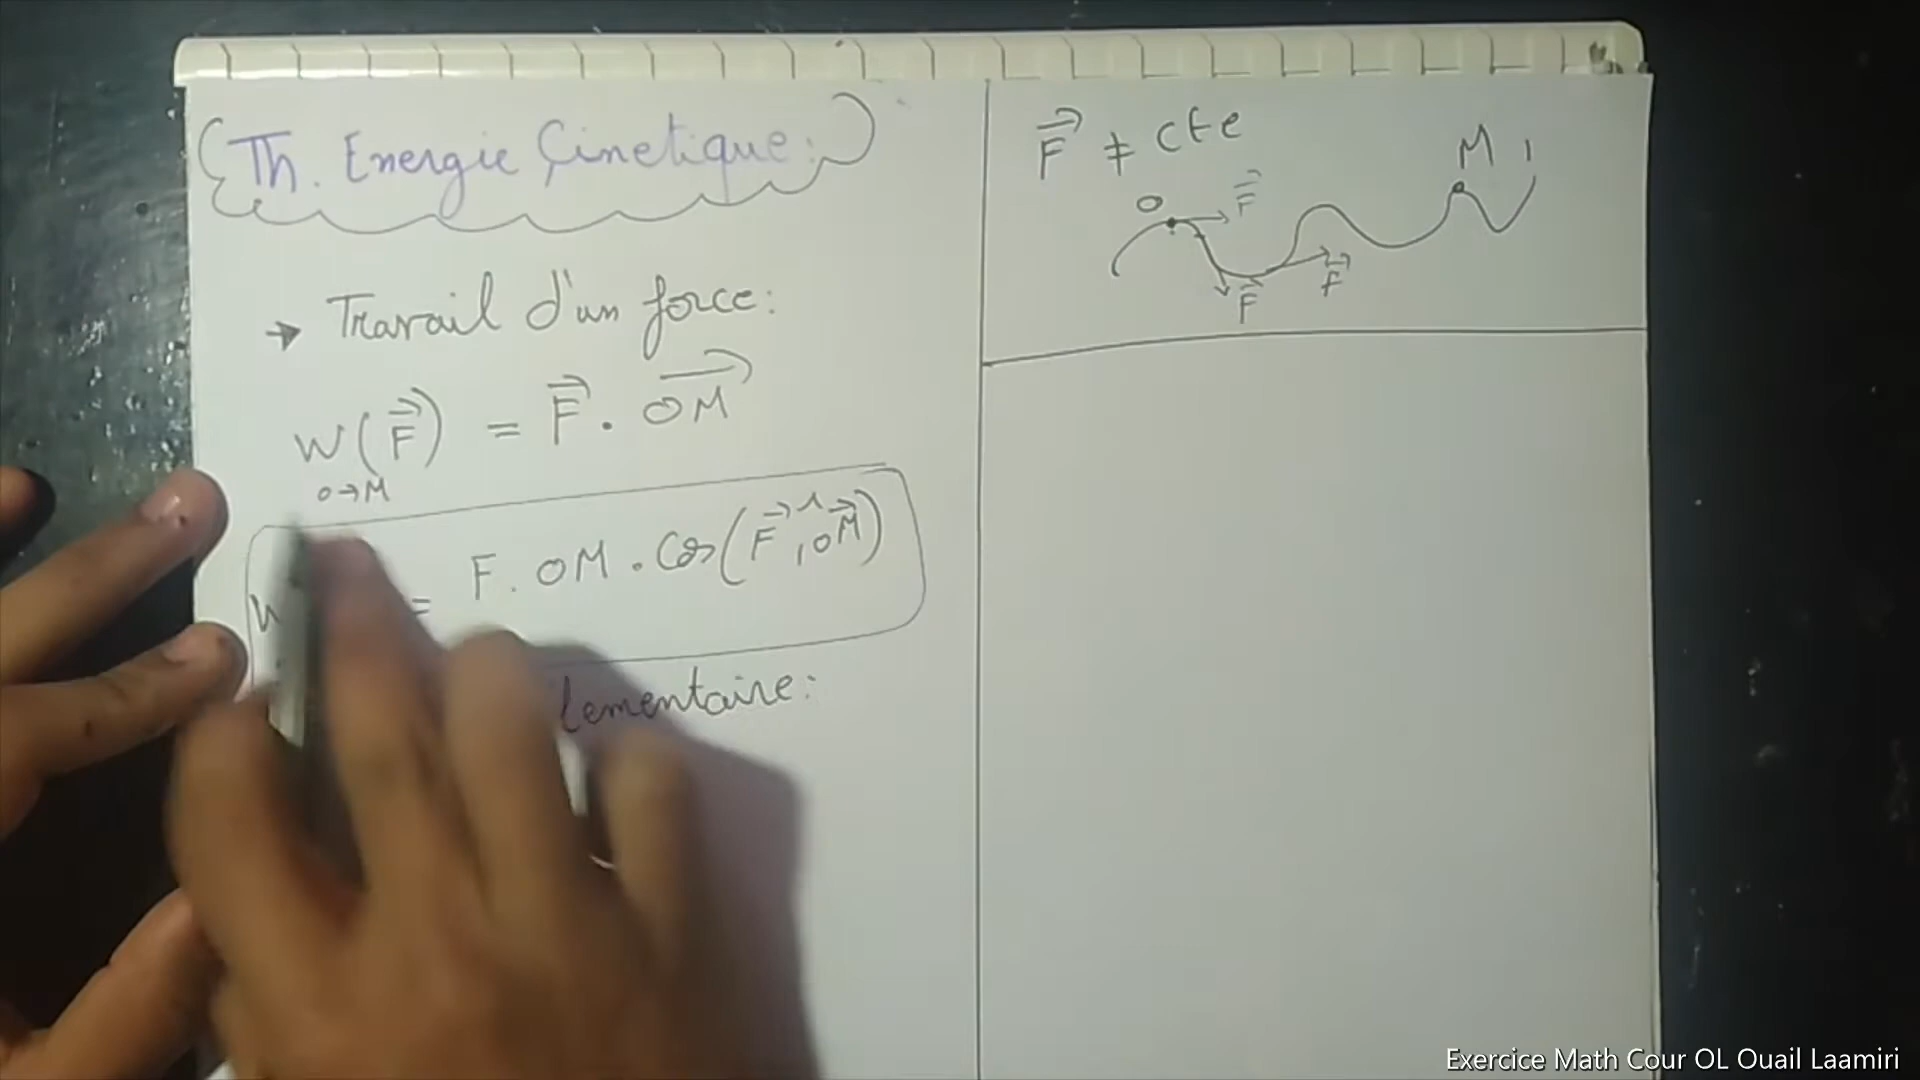 Th. Energie Cinetique:
→ Travail d'un force:
W(F⃗) = F⃗ . OM⃗
O→M
W = F . OM . Cos(F⃗ , OM⃗)
lementaire:
F⃗ ≠ cte
O F⃗ M
F⃗ F⃗
Exercice Math Cour OL Ouail Laamiri